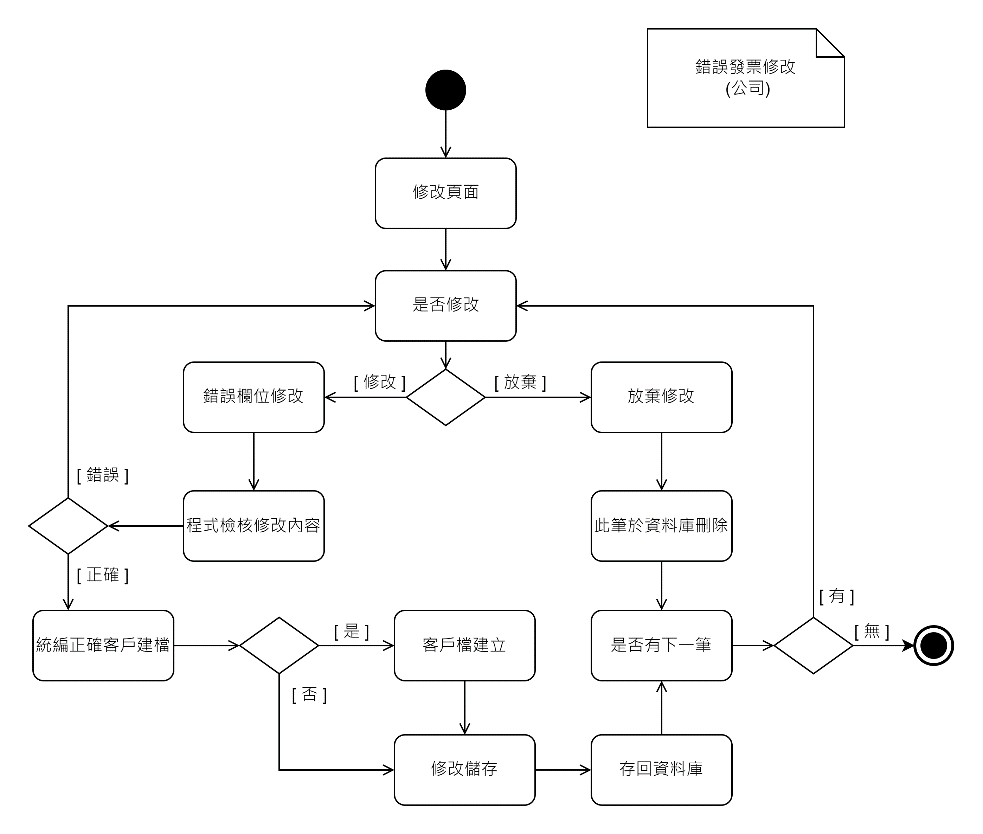 錯誤發票修改
(公司)
修改頁面
是否修改
[ 修改 ]
[ 放棄 ]
錯誤欄位修改
放棄修改
[ 錯誤 ]
程式檢核修改內容
此筆於資料庫刪除
[ 正確 ]
[ 有 ]
統編正確客戶建檔
[ 是 ]
客戶檔建立
是否有下一筆
[ 無 ]
[ 否 ]
修改儲存
存回資料庫